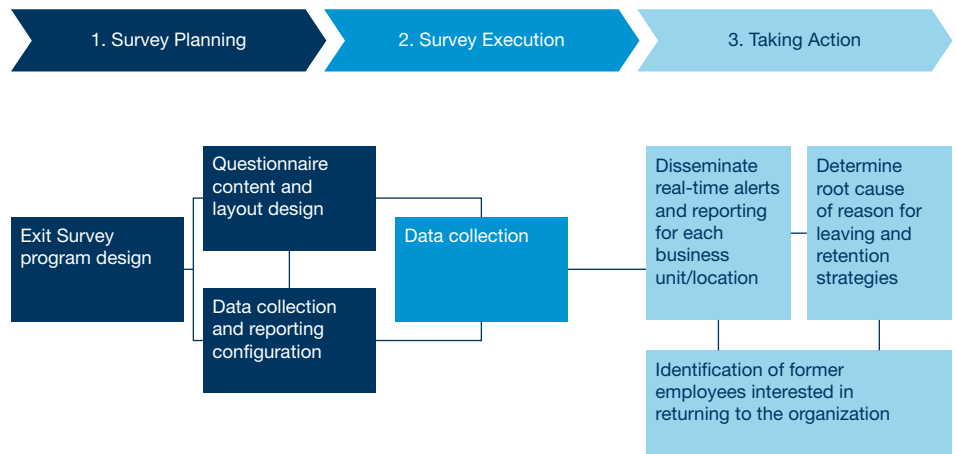 1. Survey Planning
2. Survey Execution
3. Taking Action
Exit Survey
program design
Questionnaire
content and
layout design
Data collection
and reporting
configuration
Data collection
Disseminate
real-time alerts
and reporting
for each
business
unit/location
Determine
root cause
of reason for
leaving and
retention
strategies
Identification of former
employees interested in
returning to the organization